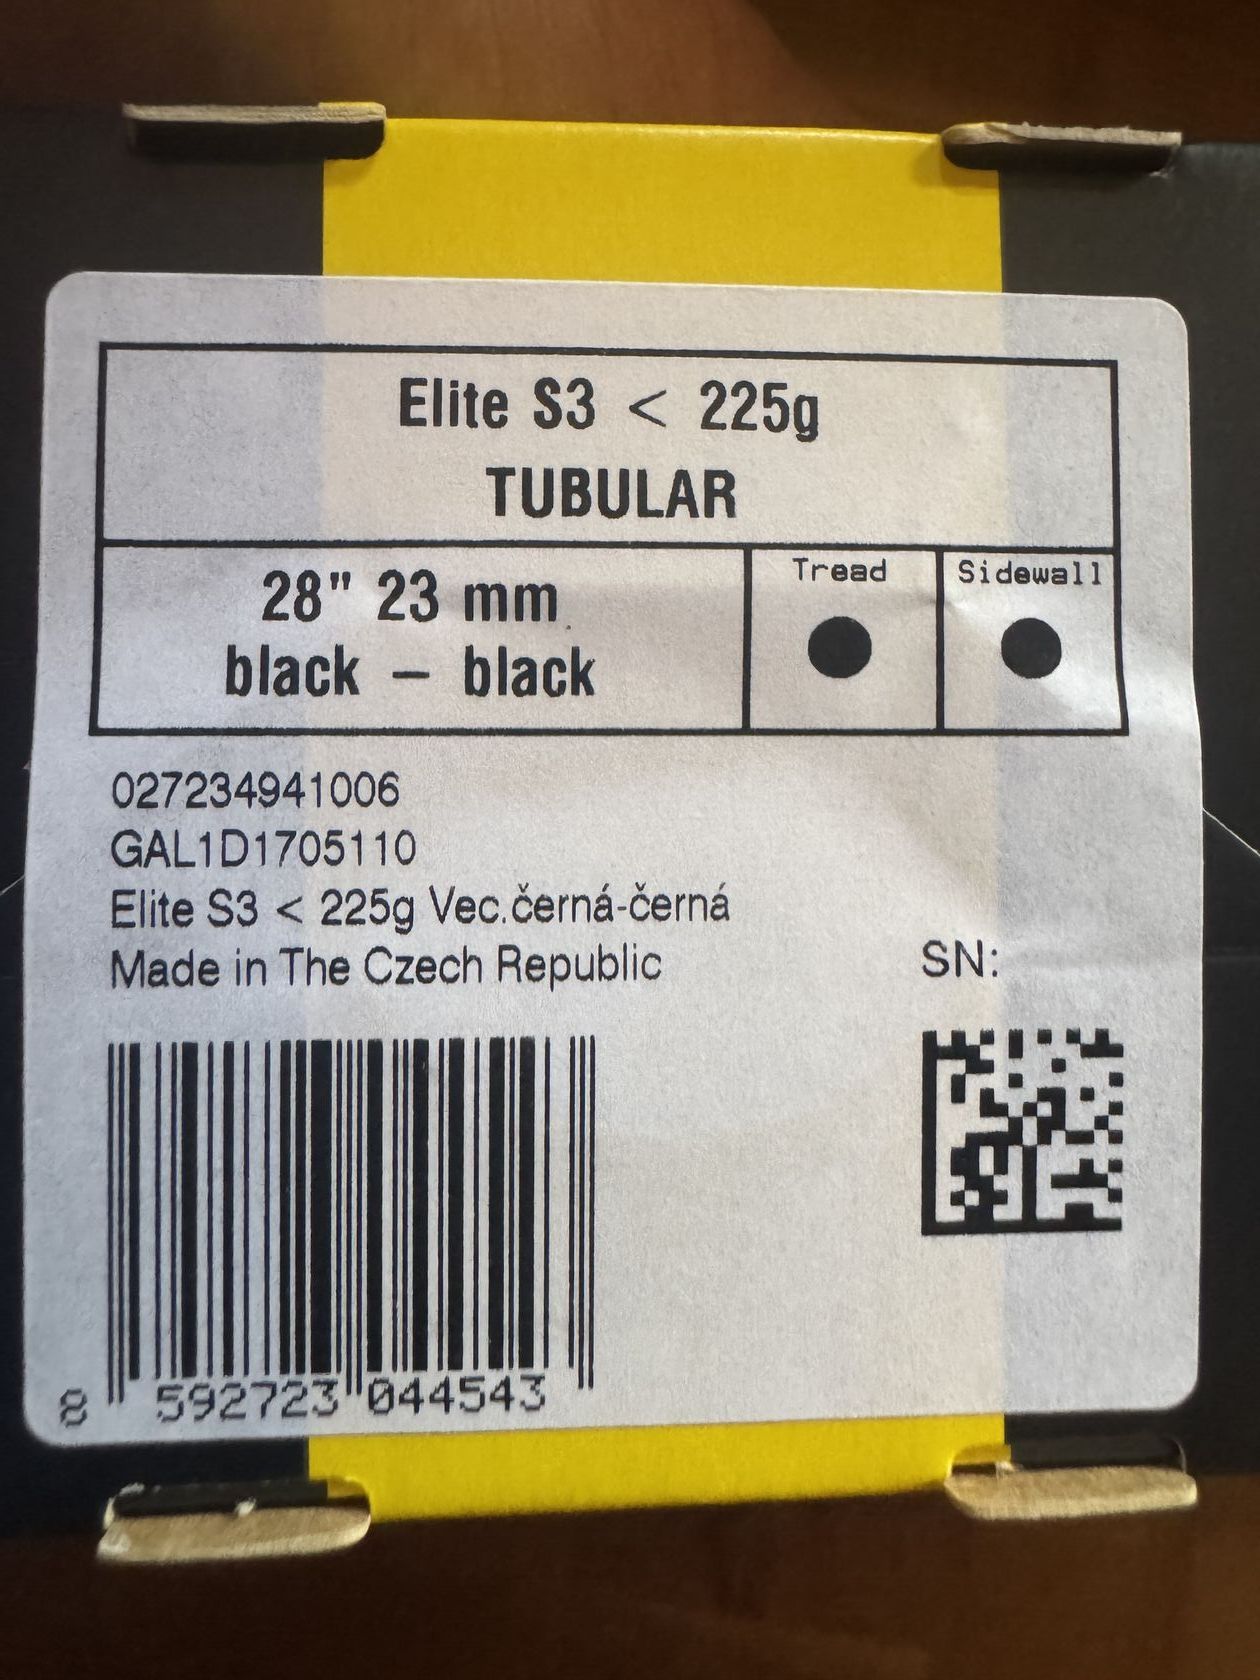 Elite S3 < 225g
TUBULAR
28" 23 mm
black – black
Tread
Sidewall
027234941006
GAL1D1705110
Elite S3 < 225g Vec.černá-černá
Made in The Czech Republic
SN:
8 592723 044543